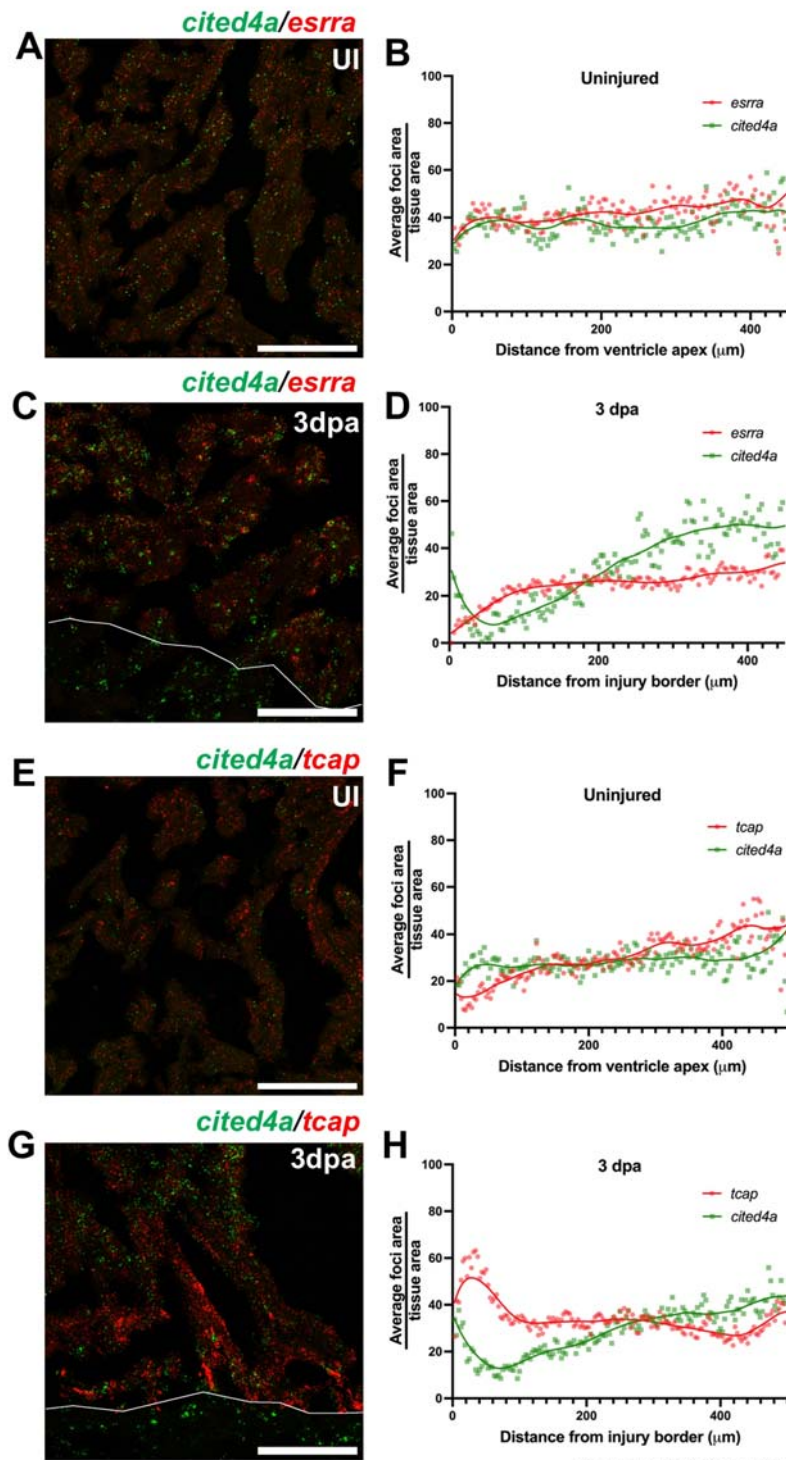 cited4a/esrra
A
UI
B
Uninjured
esrra
cited4a
Average foci area
tissue area
100
80
60
40
20
0
0
200
400
Distance from ventricle apex (μm)
cited4a/esrra
C
3dpa
D
3 dpa
esrra
cited4a
Average foci area
tissue area
100
80
60
40
20
0
0
200
400
Distance from injury border (μm)
cited4a/tcap
E
UI
F
Uninjured
tcap
cited4a
Average foci area
tissue area
100
80
60
40
20
0
0
200
400
Distance from ventricle apex (μm)
cited4a/tcap
G
3dpa
H
3 dpa
tcap
cited4a
Average foci area
tissue area
100
80
60
40
20
0
0
200
400
Distance from injury border (μm)